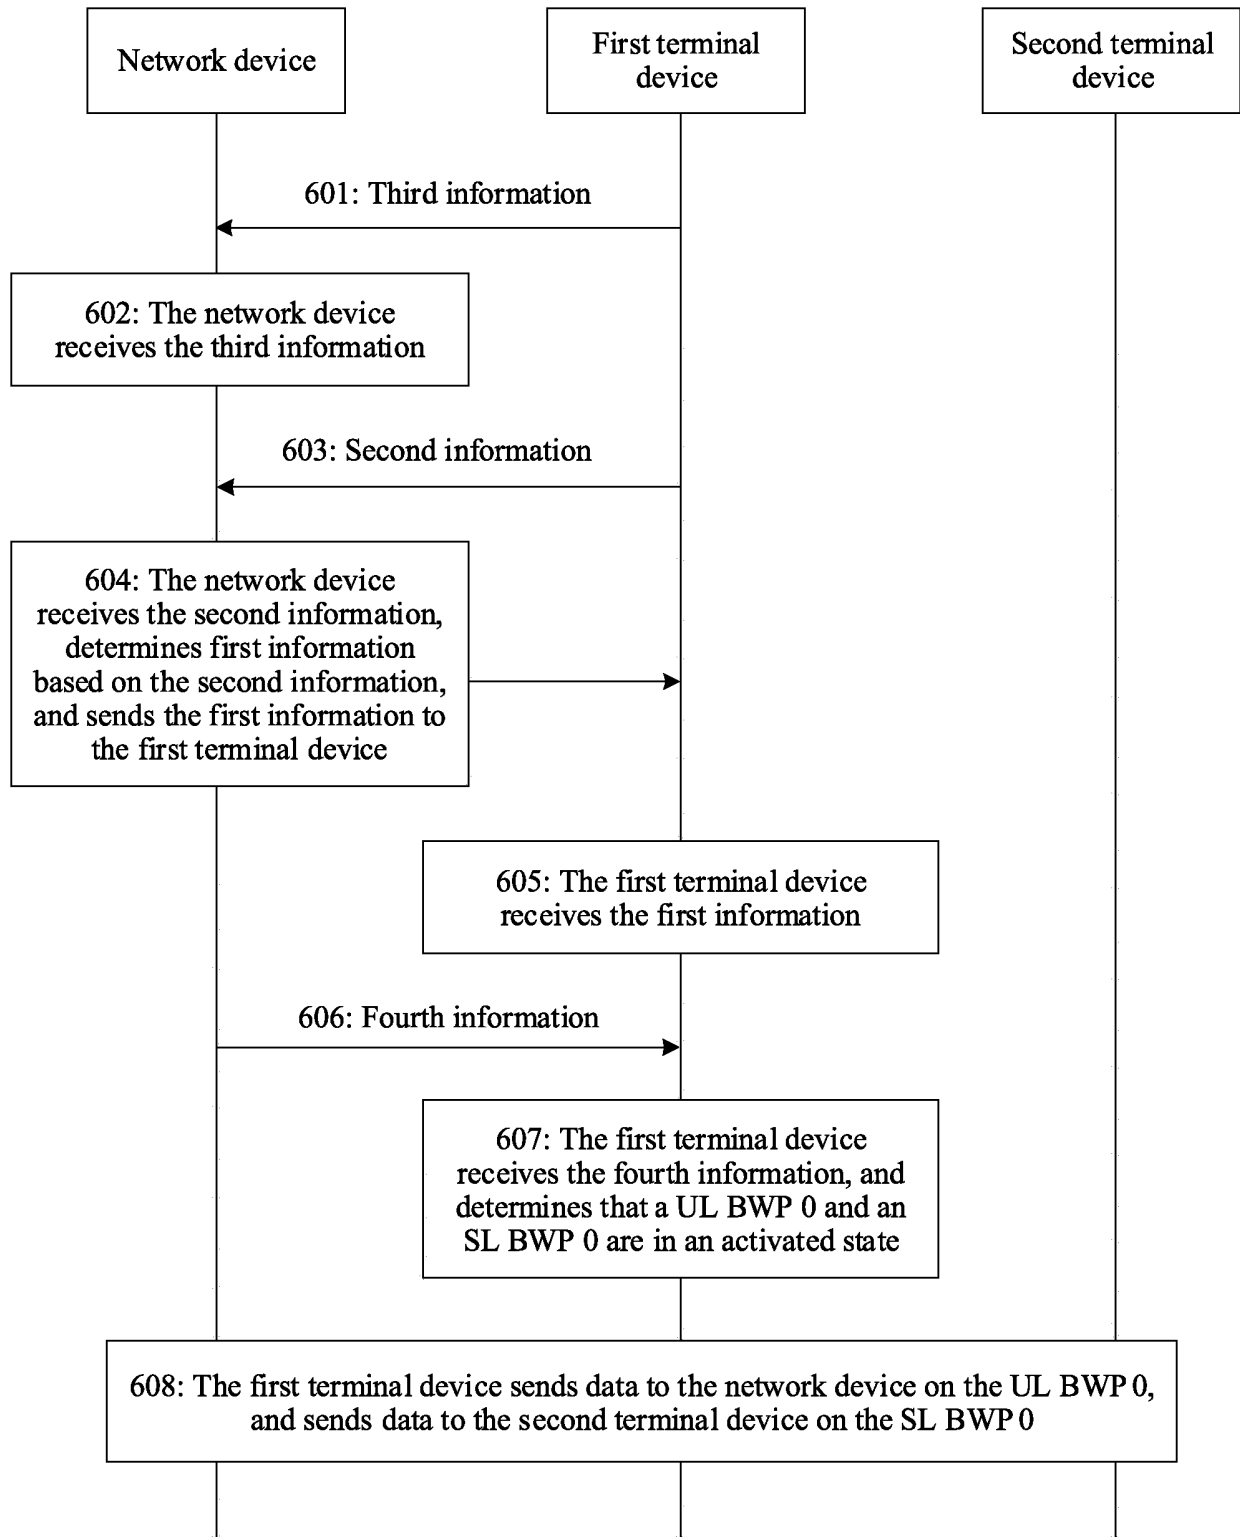 Network device
First terminal
device
Second terminal
device
601: Third information
602: The network device
receives the third information
603: Second information
604: The network device
receives the second information,
determines first information
based on the second information,
and sends the first information to
the first terminal device
605: The first terminal device
receives the first information
606: Fourth information
607: The first terminal device
receives the fourth information, and
determines that a UL BWP 0 and an
SL BWP 0 are in an activated state
608: The first terminal device sends data to the network device on the UL BWP 0,
and sends data to the second terminal device on the SL BWP 0